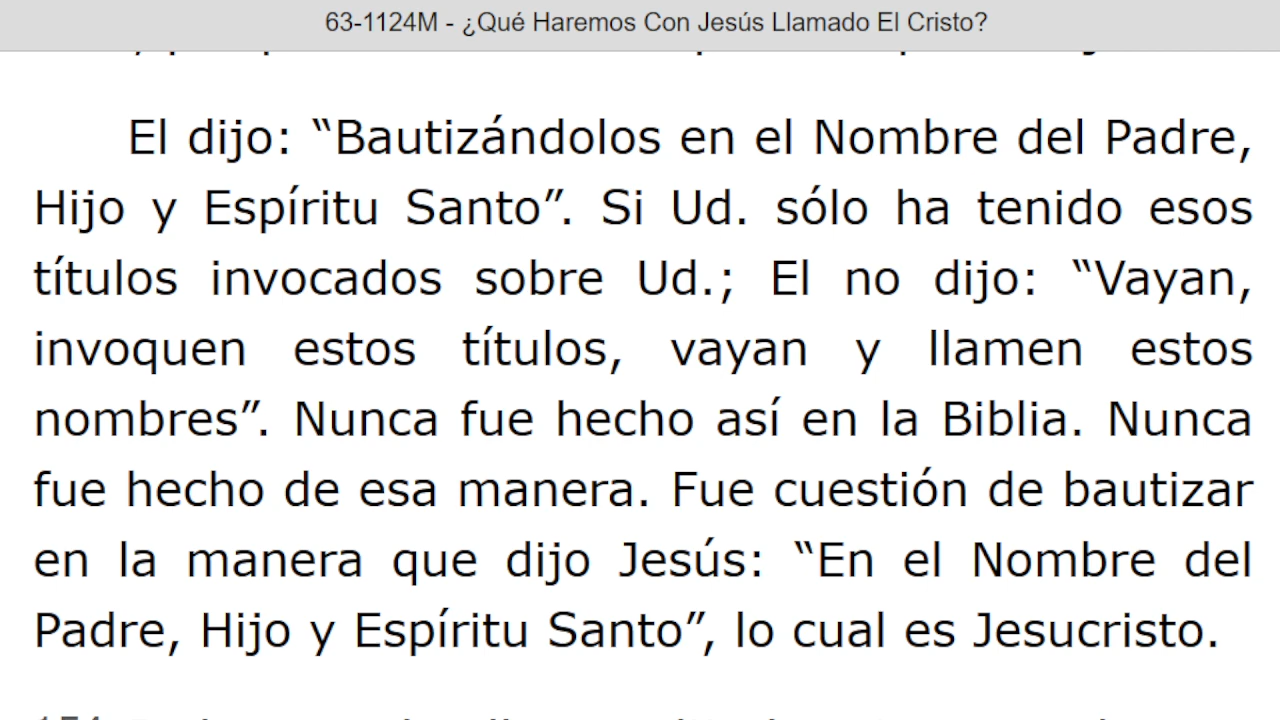 63-1124M - ¿Qué Haremos Con Jesús Llamado El Cristo?
El dijo: “Bautizándolos en el Nombre del Padre,
Hijo y Espíritu Santo”. Si Ud. sólo ha tenido esos
títulos invocados sobre Ud.; El no dijo: “Vayan,
invoquen estos títulos, vayan y llamen estos
nombres”. Nunca fue hecho así en la Biblia. Nunca
fue hecho de esa manera. Fue cuestión de bautizar
en la manera que dijo Jesús: “En el Nombre del
Padre, Hijo y Espíritu Santo”, lo cual es Jesucristo.